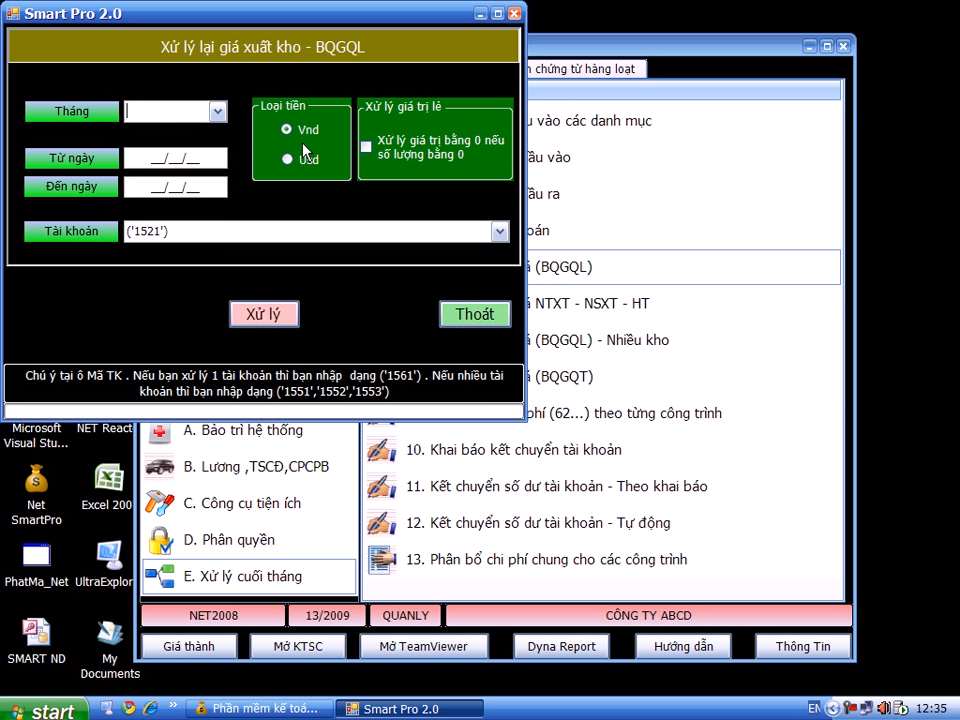 Smart Pro 2.0
Xử lý lại giá xuất kho - BQGQL
Tháng
Từ ngày
__/__/__
Đến ngày
__/__/__
Tài khoản
('1521')
Loại tiền
Vnd
Usd
Xử lý giá trị lẻ
Xử lý giá trị bằng 0 nếu
số lượng bằng 0
Xử lý
Thoát
Chú ý tại ô Mã TK . Nếu bạn xử lý 1 tài khoản thì bạn nhập dạng ('1561') . Nếu nhiều tài
khoản thì bạn nhập dạng ('1551','1552','1553')
chứng từ hàng loạt
vào các danh mục
vào
ra
(BQGQL)
NTXT - NSXT - HT
(BQGQL) - Nhiều kho
(BQGQT)
phí (62...) theo từng công trình
10. Khai báo kết chuyển tài khoản
11. Kết chuyển số dư tài khoản - Theo khai báo
12. Kết chuyển số dư tài khoản - Tự động
13. Phân bổ chi phí chung cho các công trình
A. Bảo trì hệ thống
B. Lương ,TSCĐ,CPCPB
C. Công cụ tiện ích
D. Phân quyền
E. Xử lý cuối tháng
NET2008
13/2009
QUANLY
CÔNG TY ABCD
Giá thành
Mở KTSC
Mở TeamViewer
Dyna Report
Hướng dẫn
Thông Tin
Microsoft
Visual Stu...
NET React
Net
SmartPro
Excel 200
PhatMa_Net
UltraExplor
SMART ND
My
Documents
start
Phần mềm kế toá...
Smart Pro 2.0
EN
12:35